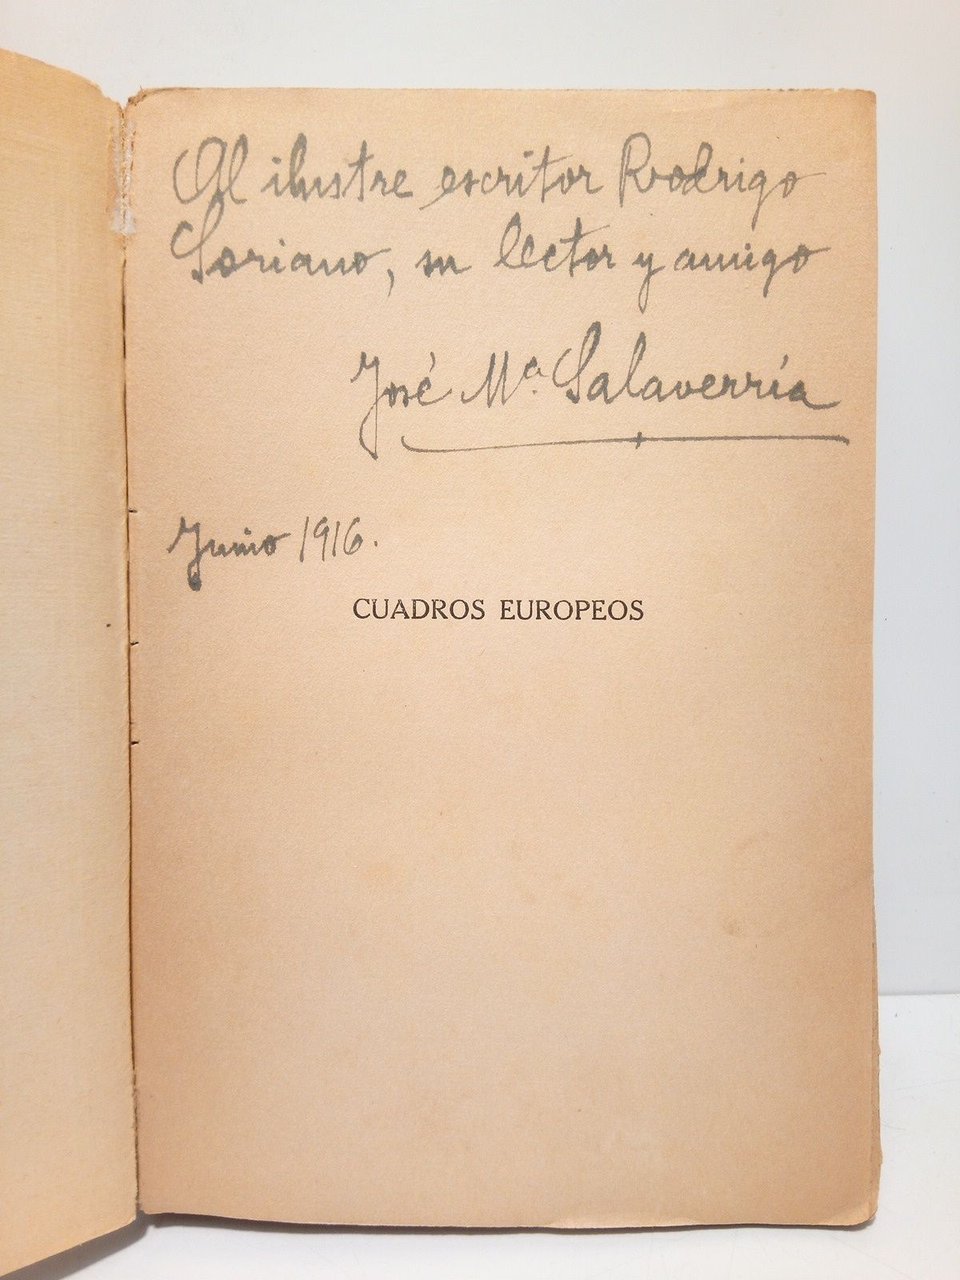 Al ilustre escritor Rodrigo
Soriano, su lector y amigo
José Mª. Salaverría
Junio 1916.
CUADROS EUROPEOS